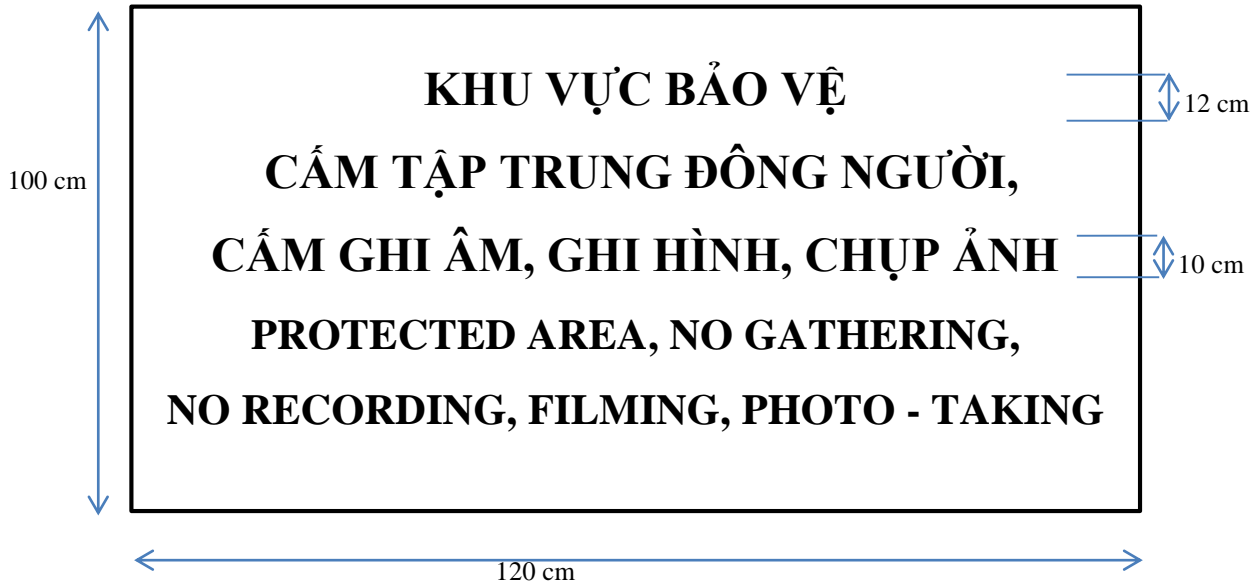 KHU VỰC BẢO VỆ
12 cm
CẤM TẬP TRUNG ĐÔNG NGƯỜI,
100 cm
CẤM GHI ÂM, GHI HÌNH, CHỤP ẢNH
10 cm
PROTECTED AREA, NO GATHERING,
NO RECORDING, FILMING, PHOTO - TAKING
120 cm